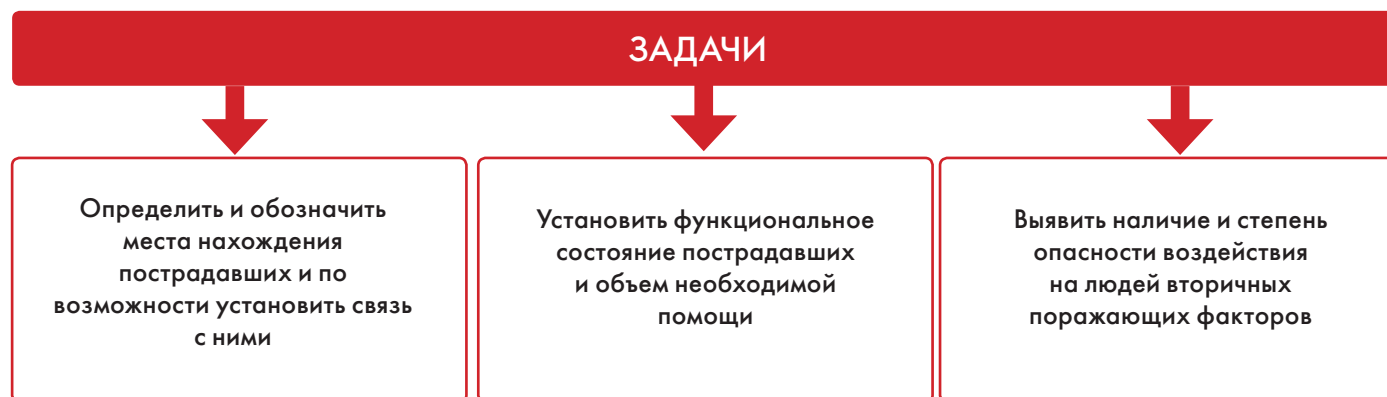 ЗАДАЧИ
Определить и обозначить
места нахождения
пострадавших и по
возможности установить связь
с ними
Установить функциональное
состояние пострадавших
и объем необходимой
помощи
Выявить наличие и степень
опасности воздействия
на людей вторичных
поражающих факторов